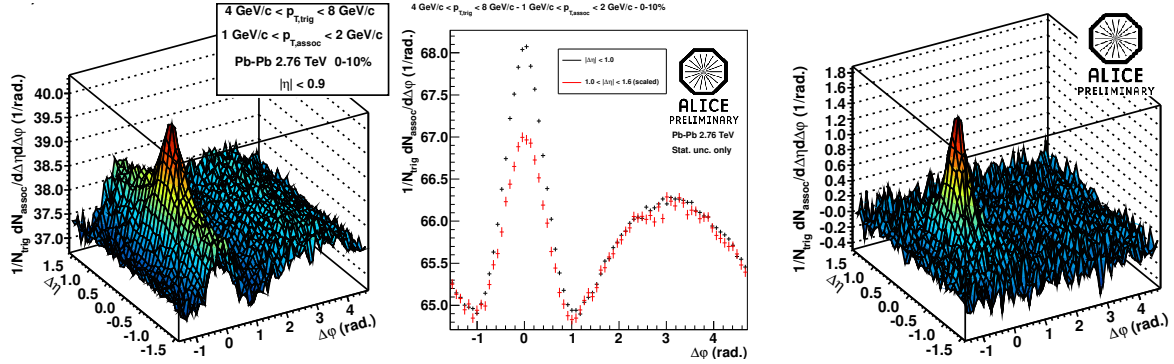 4 GeV/c < p_T,trig < 8 GeV/c
1 GeV/c < p_T,assoc < 2 GeV/c
Pb-Pb 2.76 TeV 0-10%
|η| < 0.9
1/N_trig dN_assoc/dΔηdΔφ (1/rad.)
40.0
39.5
39.0
38.5
38.0
37.5
37.0
1.5
1.0
0.5
0.0
-0.5
-1.0
-1.5
Δη
-1 0 1 2 3 4
Δφ (rad.)
4 GeV/c < p_T,trig < 8 GeV/c - 1 GeV/c < p_T,assoc < 2 GeV/c - 0-10%
1/N_trig dN_assoc/dΔφ (1/rad.)
68.0
67.5
67.0
66.5
66.0
65.5
65.0
|Δη| < 1.0
1.0 < |Δη| < 1.6 (scaled)
ALICE
PRELIMINARY
Pb-Pb 2.76 TeV
Stat. unc. only
-1 0 1 2 3 4
Δφ (rad.)
ALICE
PRELIMINARY
1/N_trig dN_assoc/dΔηdΔφ (1/rad.)
1.8
1.6
1.4
1.2
1.0
0.8
0.6
0.4
0.2
-0.0
-0.2
-0.4
1.5
1.0
0.5
0.0
-0.5
-1.0
-1.5
Δη
-1 0 1 2 3 4
Δφ (rad.)